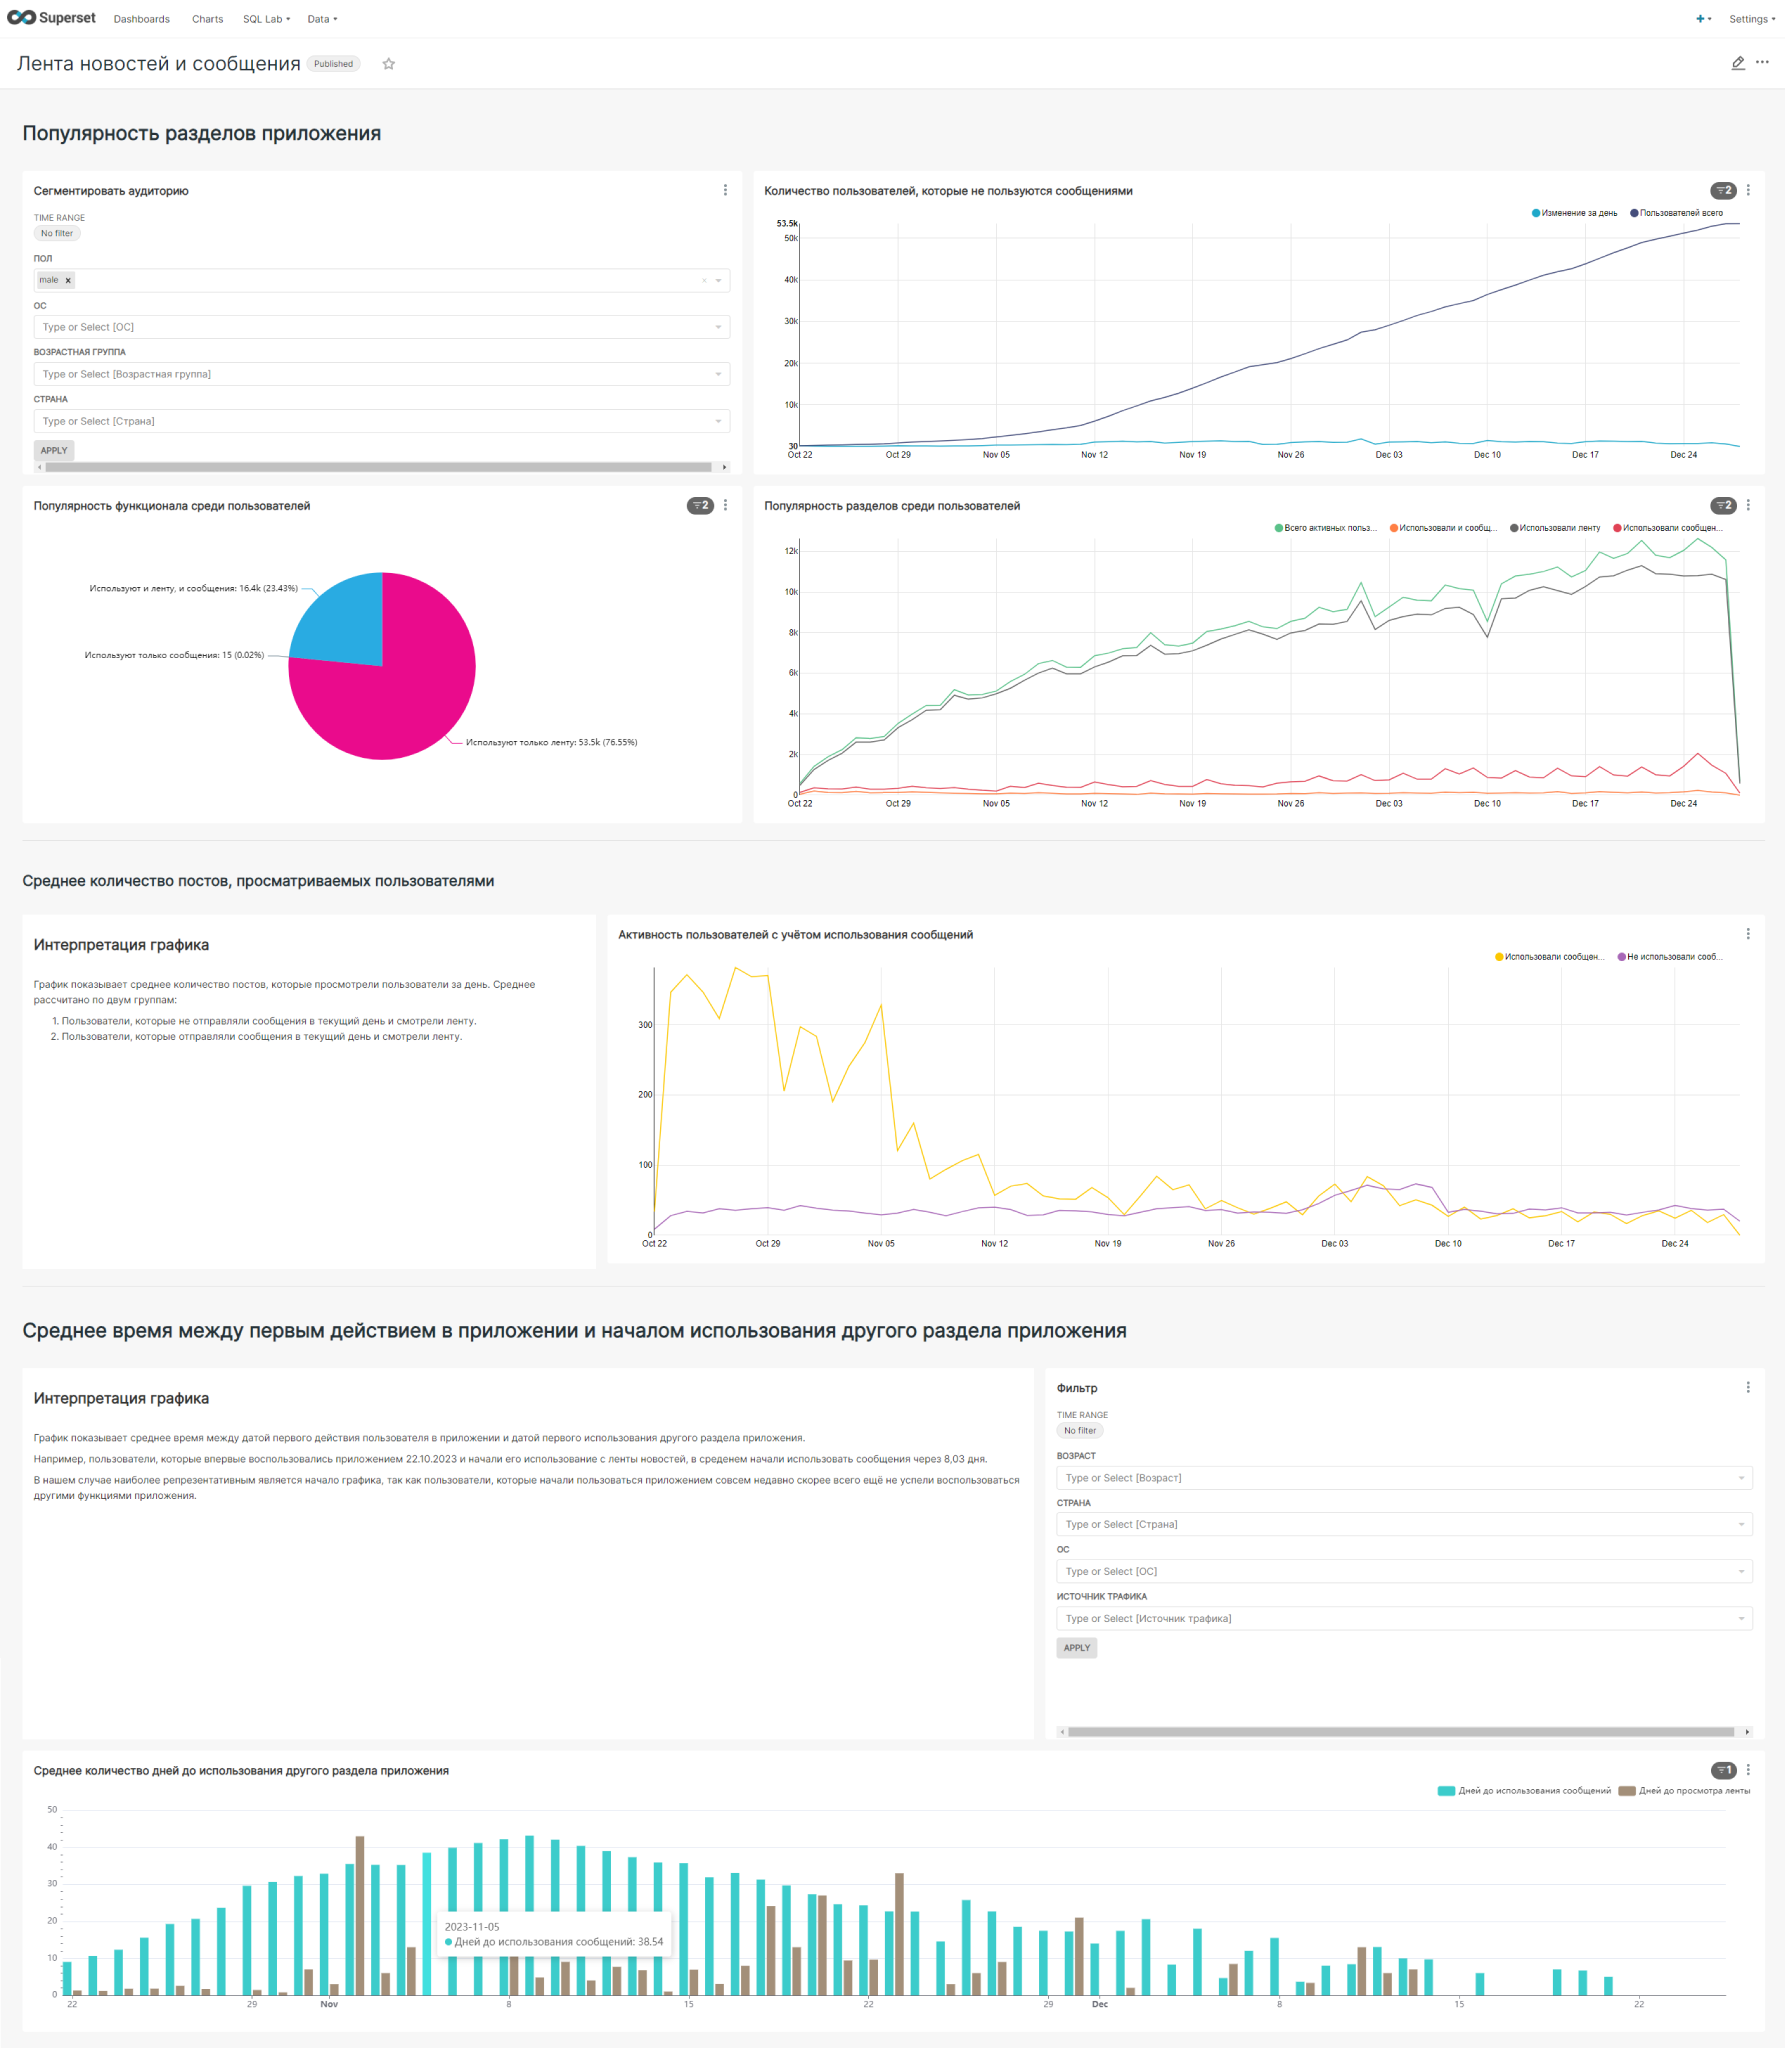 Superset Dashboards Charts SQL Lab Data Settings
Лента новостей и сообщения Published
Популярность разделов приложения
Сегментировать аудиторию
TIME RANGE
No filter
ПОЛ
male x
ОС
Type or Select [ОС]
ВОЗРАСТНАЯ ГРУППА
Type or Select [Возрастная группа]
СТРАНА
Type or Select [Страна]
APPLY
Количество пользователей, которые не пользуются сообщениями 2
Изменение за день Пользователей всего
53.5k
50k
40k
30k
20k
10k
30
Oct 22 Oct 29 Nov 05 Nov 12 Nov 19 Nov 26 Dec 03 Dec 10 Dec 17 Dec 24
Популярность функционала среди пользователей 2
Используют и ленту, и сообщения: 16.4k (23.43%)
Используют только сообщения: 15 (0.02%)
Используют только ленту: 53.5k (76.55%)
Популярность разделов среди пользователей 2
Всего активных польз... Использовали и сообщ... Использовали ленту Использовали сообщен...
12k
10k
8k
6k
4k
2k
0
Oct 22 Oct 29 Nov 05 Nov 12 Nov 19 Nov 26 Dec 03 Dec 10 Dec 17 Dec 24
Среднее количество постов, просматриваемых пользователями
Интерпретация графика
График показывает среднее количество постов, которые просмотрели пользователи за день. Среднее
рассчитано по двум группам:
1. Пользователи, которые не отправляли сообщения в текущий день и смотрели ленту.
2. Пользователи, которые отправляли сообщения в текущий день и смотрели ленту.
Активность пользователей с учётом использования сообщений
Использовали сообщен... Не использовали сооб...
300
200
100
0
Oct 22 Oct 29 Nov 05 Nov 12 Nov 19 Nov 26 Dec 03 Dec 10 Dec 17 Dec 24
Среднее время между первым действием в приложении и началом использования другого раздела приложения
Интерпретация графика
График показывает среднее время между датой первого действия пользователя в приложении и датой первого использования другого раздела приложения.
Например, пользователи, которые впервые воспользовались приложением 22.10.2023 и начали его использование с ленты новостей, в среденем начали использовать сообщения через 8,03 дня.
В нашем случае наиболее репрезентативным является начало графика, так как пользователи, которые начали пользоваться приложением совсем недавно скорее всего ещё не успели воспользоваться
другими функциями приложения.
Фильтр
TIME RANGE
No filter
ВОЗРАСТ
Type or Select [Возраст]
СТРАНА
Type or Select [Страна]
ОС
Type or Select [ОС]
ИСТОЧНИК ТРАФИКА
Type or Select [Источник трафика]
APPLY
Среднее количество дней до использования другого раздела приложения 1
Дней до использования сообщений Дней до просмотра ленты
50
40
30
20
10
0
2023-11-05
Дней до использования сообщений: 38.54
22 29 Nov 8 15 22 29 Dec 8 15 22